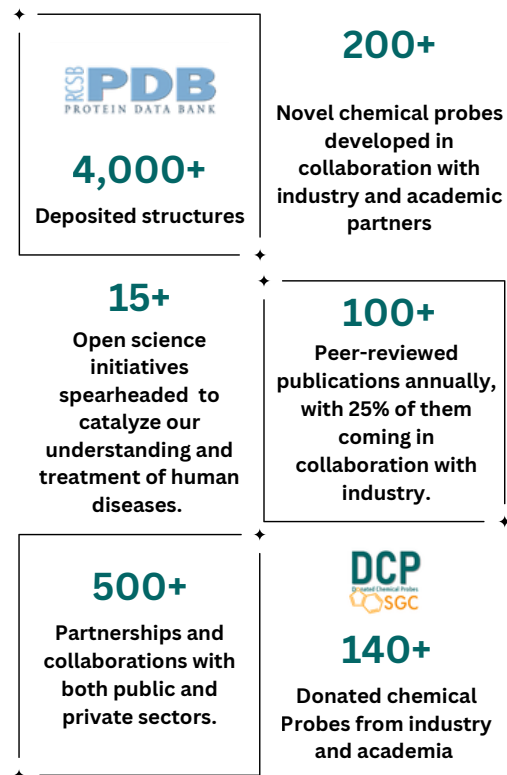 RCSB
PDB
PROTEIN DATA BANK
4,000+
Deposited structures
200+
Novel chemical probes
developed in
collaboration with
industry and academic
partners
15+
Open science
initiatives
spearheaded to
catalyze our
understanding and
treatment of human
diseases.
100+
Peer-reviewed
publications annually,
with 25% of them
coming in
collaboration with
industry.
500+
Partnerships and
collaborations with
both public and
private sectors.
DCP
Donated Chemical Probes
SGC
140+
Donated chemical
Probes from industry
and academia